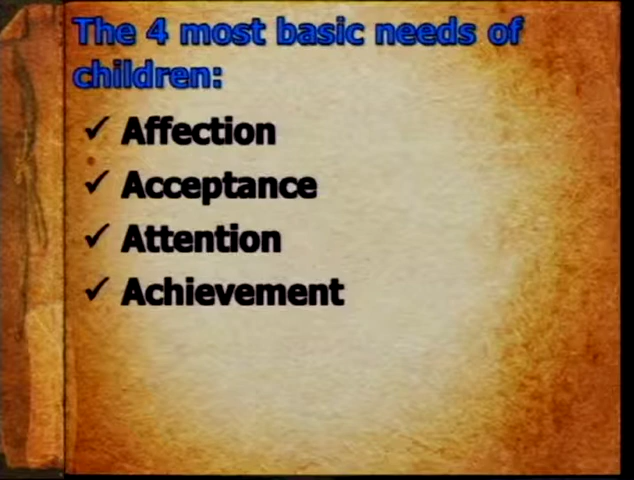 The 4 most basic needs of
children:
✓ Affection
✓ Acceptance
✓ Attention
✓ Achievement